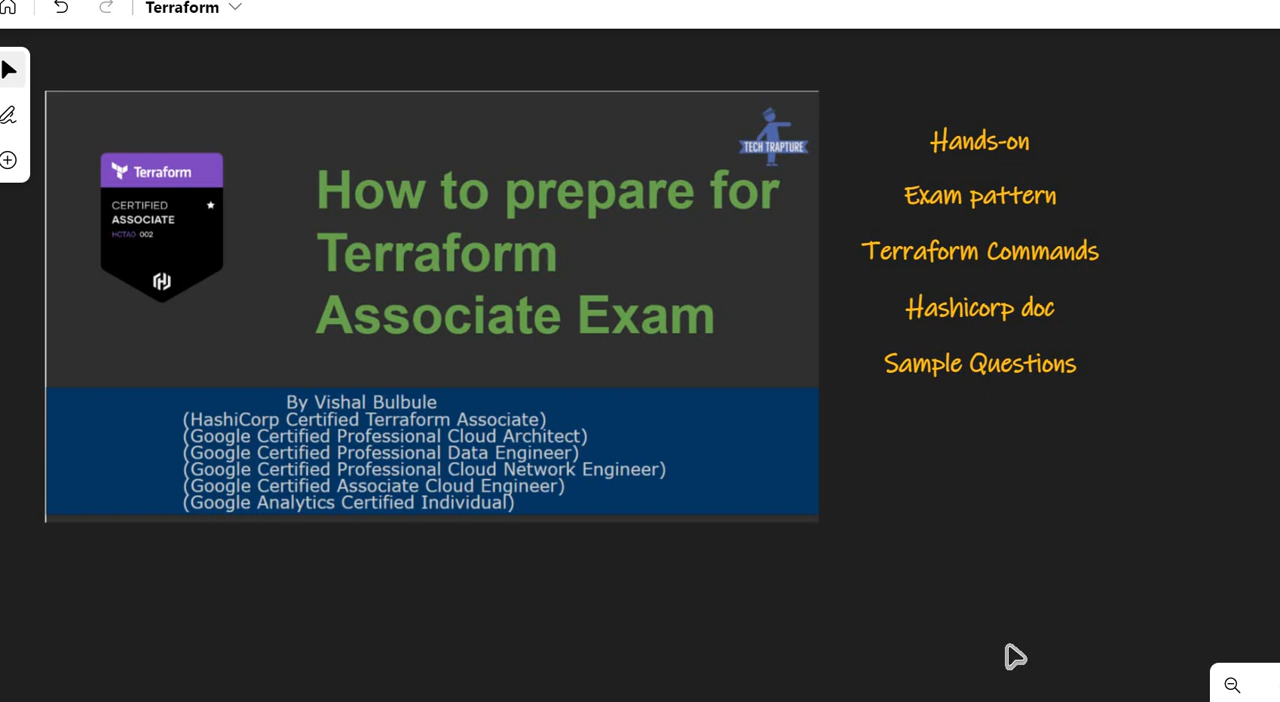 Terraform
TECH TRAPTURE
Terraform
CERTIFIED
ASSOCIATE
HCTAO 002
How to prepare for
Terraform
Associate Exam
By Vishal Bulbule
(HashiCorp Certified Terraform Associate)
(Google Certified Professional Cloud Architect)
(Google Certified Professional Data Engineer)
(Google Certified Professional Cloud Network Engineer)
(Google Certified Associate Cloud Engineer)
(Google Analytics Certified Individual)
Hands-on
Exam pattern
Terraform Commands
Hashicorp doc
Sample Questions